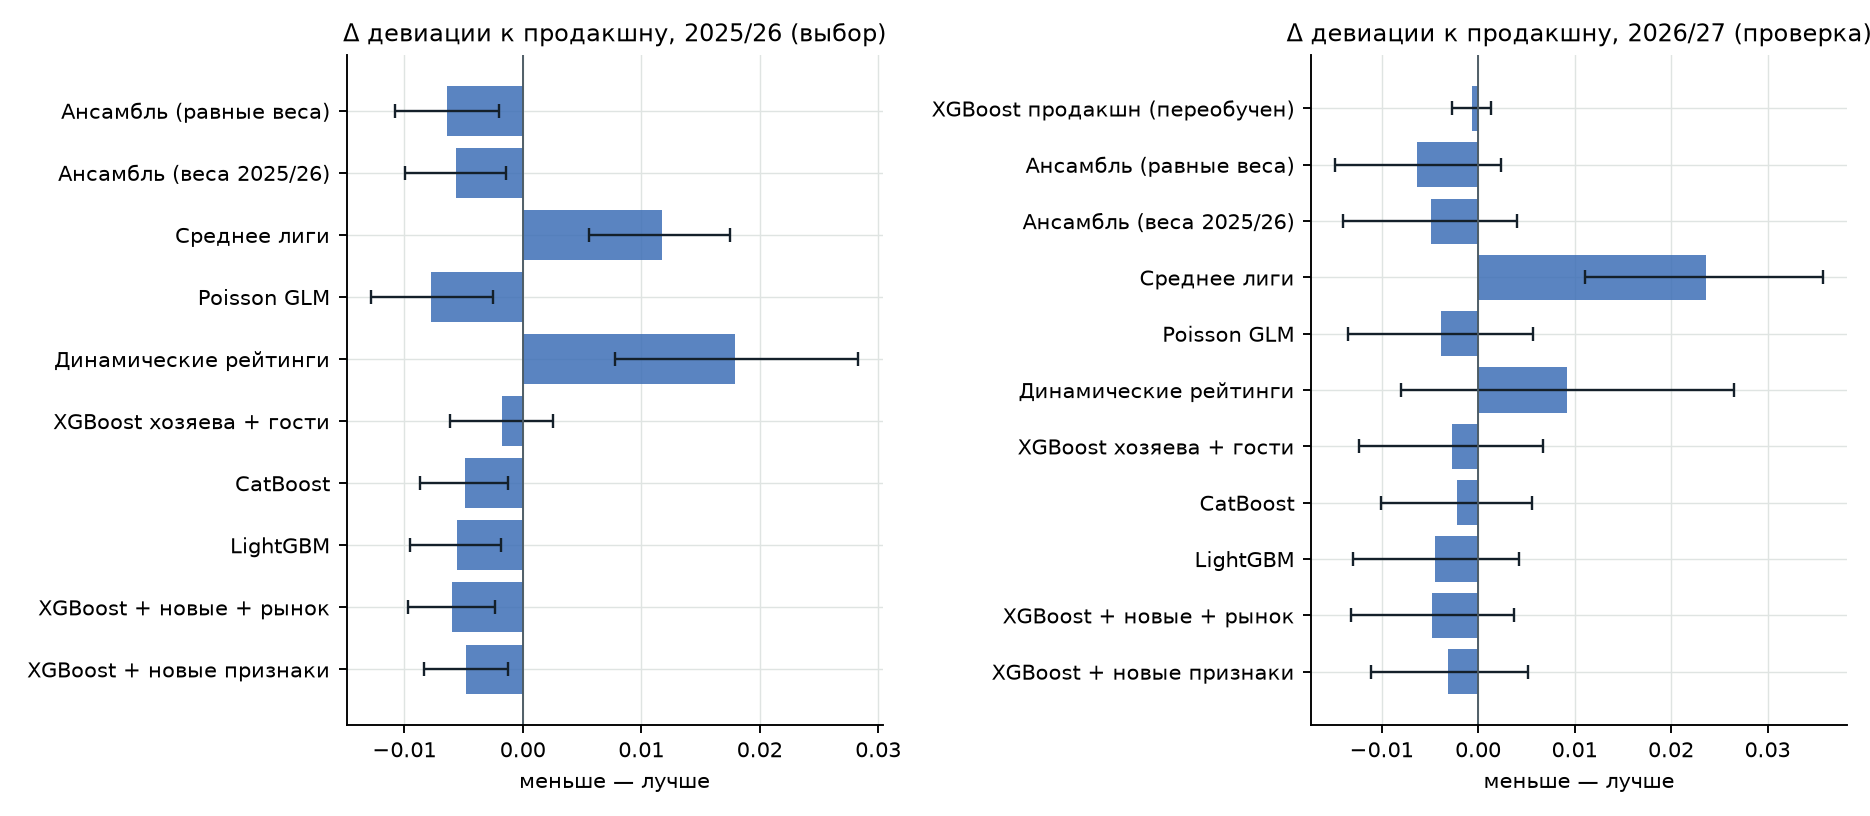 Δ девиации к продакшну, 2025/26 (выбор)
Ансамбль (равные веса)
Ансамбль (веса 2025/26)
Среднее лиги
Poisson GLM
Динамические рейтинги
XGBoost хозяева + гости
CatBoost
LightGBM
XGBoost + новые + рынок
XGBoost + новые признаки
−0.01 0.00 0.01 0.02 0.03
меньше — лучше
Δ девиации к продакшну, 2026/27 (проверка)
XGBoost продакшн (переобучен)
Ансамбль (равные веса)
Ансамбль (веса 2025/26)
Среднее лиги
Poisson GLM
Динамические рейтинги
XGBoost хозяева + гости
CatBoost
LightGBM
XGBoost + новые + рынок
XGBoost + новые признаки
−0.01 0.00 0.01 0.02 0.03
меньше — лучше